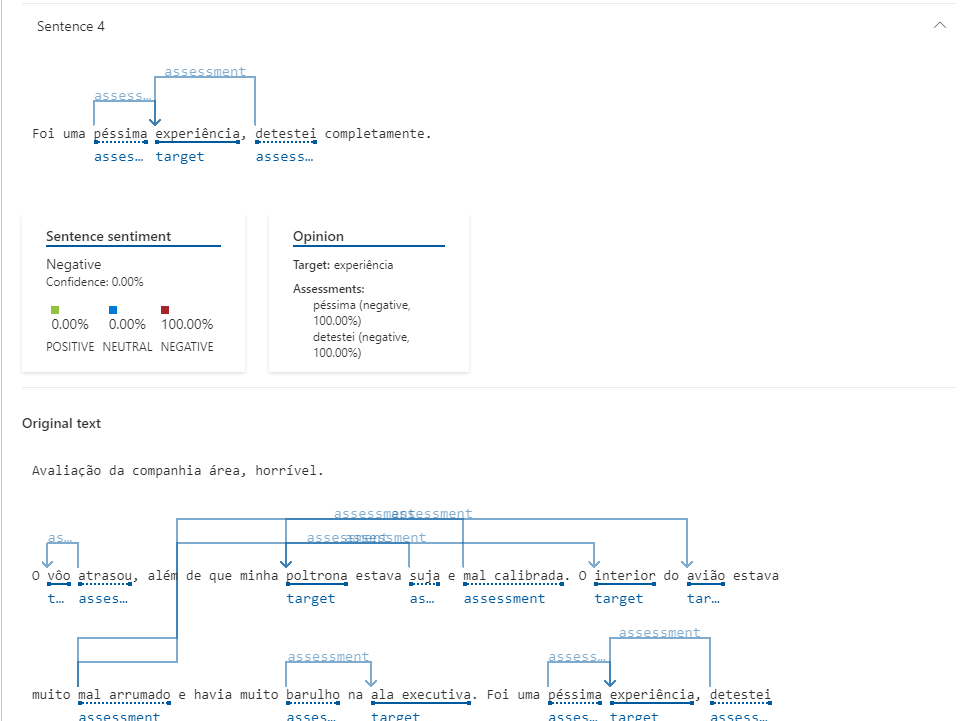 Sentence 4
assessment
assess…
Foi uma péssima experiência, detestei completamente.
asses… target assess…
Sentence sentiment
Negative
Confidence: 0.00%
0.00% 0.00% 100.00%
POSITIVE NEUTRAL NEGATIVE
Opinion
Target: experiência
Assessments:
péssima (negative,
100.00%)
detestei (negative,
100.00%)
Original text
Avaliação da companhia área, horrível.
assessment assessment
as… assessment assessment
O vôo atrasou, além de que minha poltrona estava suja e mal calibrada. O interior do avião estava
t… asses… target as… assessment target tar…
assessment
assessment assess…
muito mal arrumado e havia muito barulho na ala executiva. Foi uma péssima experiência, detestei
assessment asses… target asses… target assess…